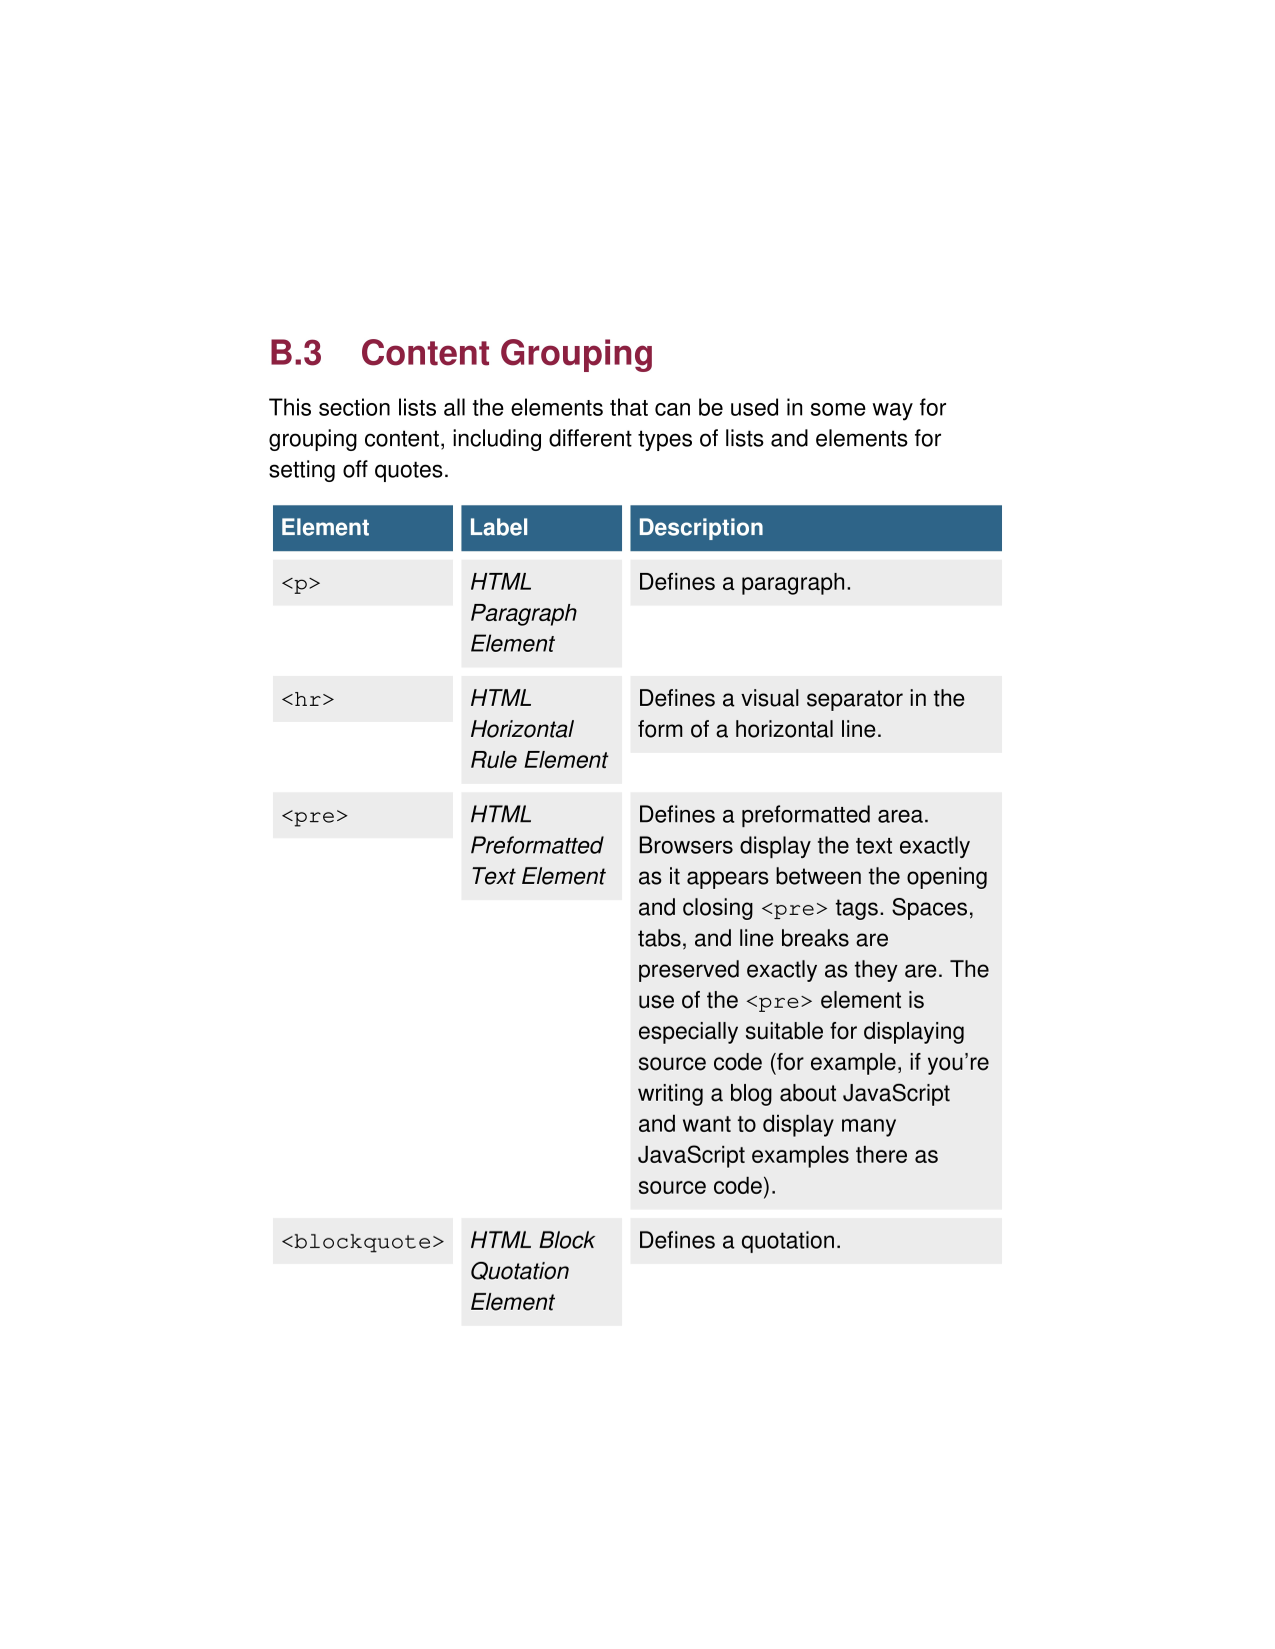 B.3 Content Grouping
This section lists all the elements that can be used in some way for
grouping content, including different types of lists and elements for
setting off quotes.
Element Label Description
<p> HTML Defines a paragraph.
Paragraph
Element
<hr> HTML Defines a visual separator in the
Horizontal form of a horizontal line.
Rule Element
<pre> HTML Defines a preformatted area.
Preformatted Browsers display the text exactly
Text Element as it appears between the opening
and closing <pre> tags. Spaces,
tabs, and line breaks are
preserved exactly as they are. The
use of the <pre> element is
especially suitable for displaying
source code (for example, if you’re
writing a blog about JavaScript
and want to display many
JavaScript examples there as
source code).
<blockquote> HTML Block Defines a quotation.
Quotation
Element